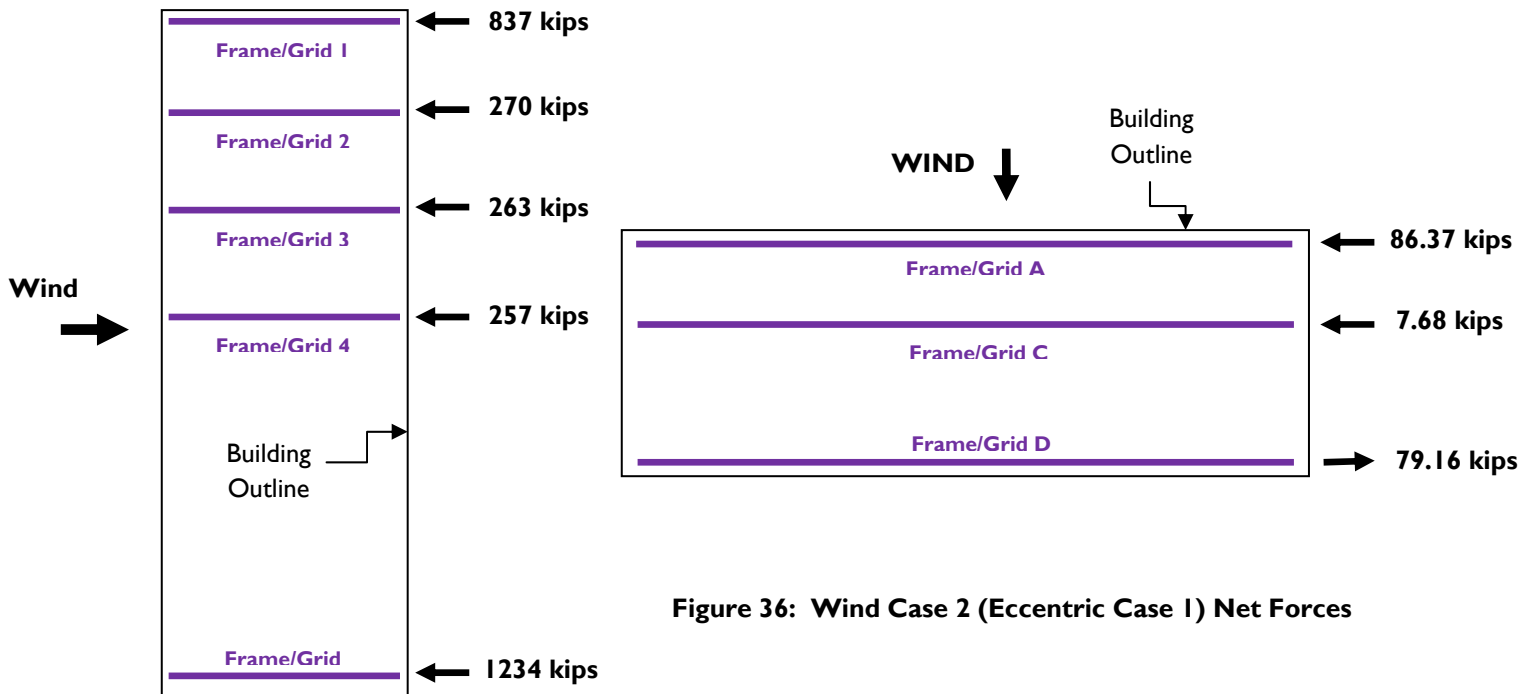 837 kips
Frame/Grid 1
270 kips
Frame/Grid 2
263 kips
Frame/Grid 3
Wind
257 kips
Frame/Grid 4
Building
Outline
Frame/Grid
1234 kips
Building
Outline
WIND
86.37 kips
Frame/Grid A
7.68 kips
Frame/Grid C
Frame/Grid D
79.16 kips
Figure 36: Wind Case 2 (Eccentric Case 1) Net Forces